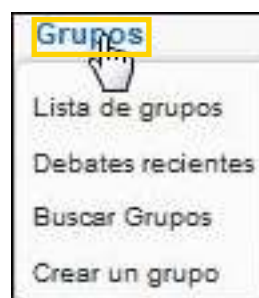 Grupos
Lista de grupos
Debates recientes
Buscar Grupos
Crear un grupo